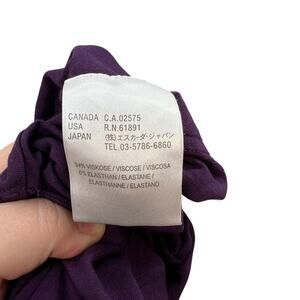 CANADA C.A.02575
USA R.N.61891
JAPAN (株)エスカーダ・ジャパン
TEL.03-5786-6860
94% VISKOSE / VISCOSE / VISCOSA
6% ELASTHAN / ELASTANE /
ELASTHANNE / ELASTANO